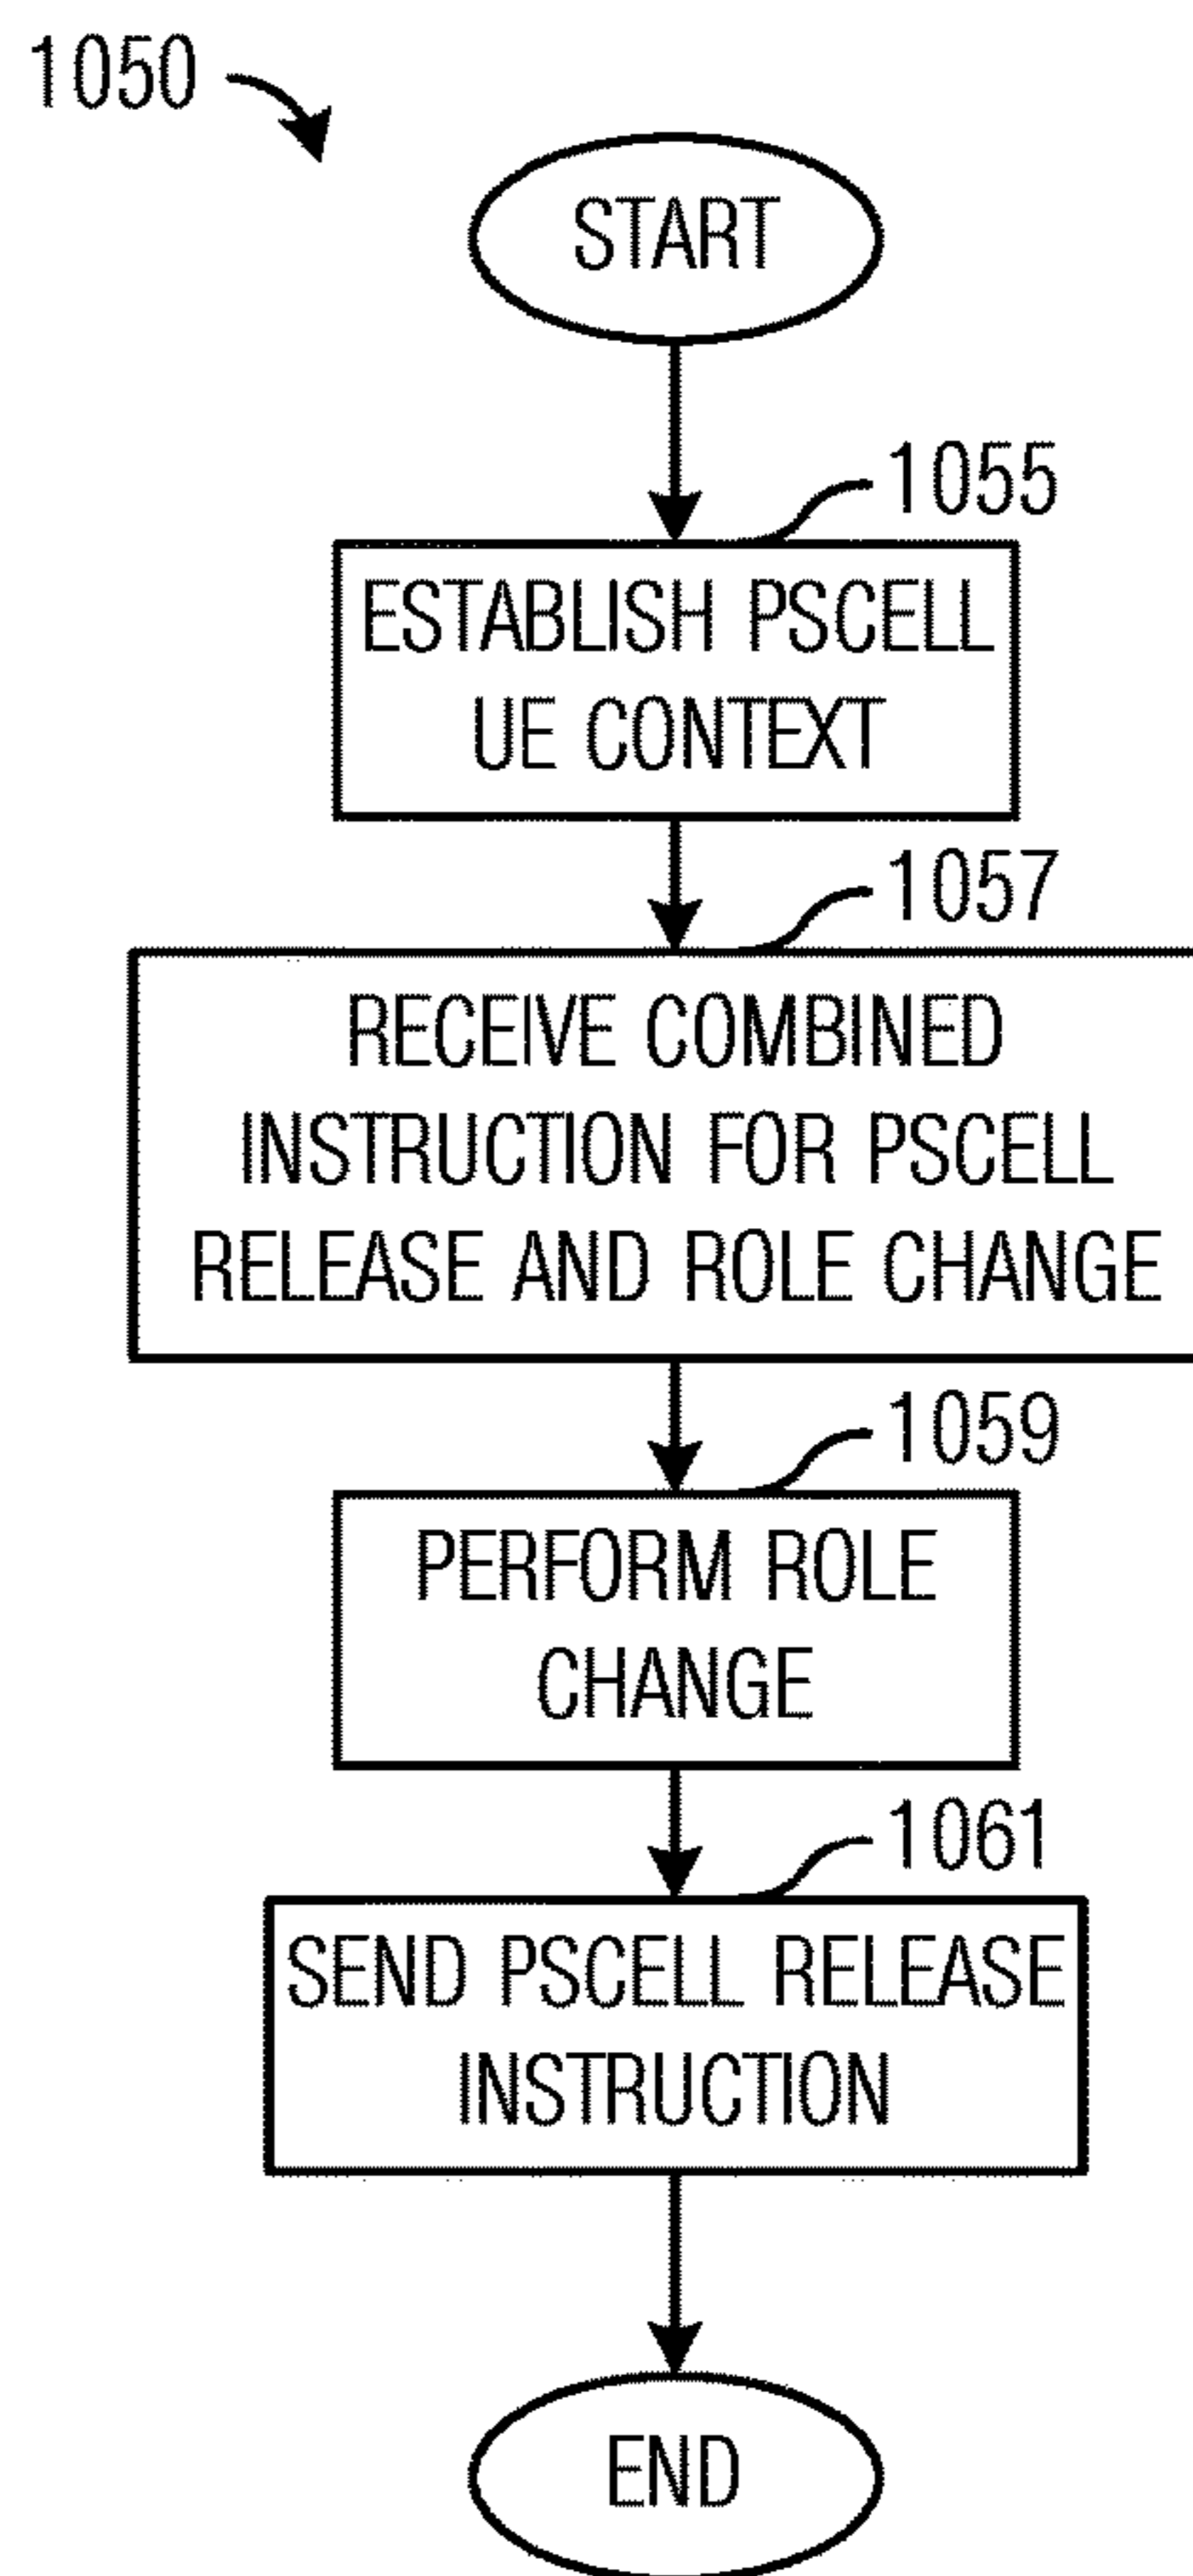 1050
START
1055
ESTABLISH PSCELL
UE CONTEXT
1057
RECEIVE COMBINED
INSTRUCTION FOR PSCELL
RELEASE AND ROLE CHANGE
1059
PERFORM ROLE
CHANGE
1061
SEND PSCELL RELEASE
INSTRUCTION
END